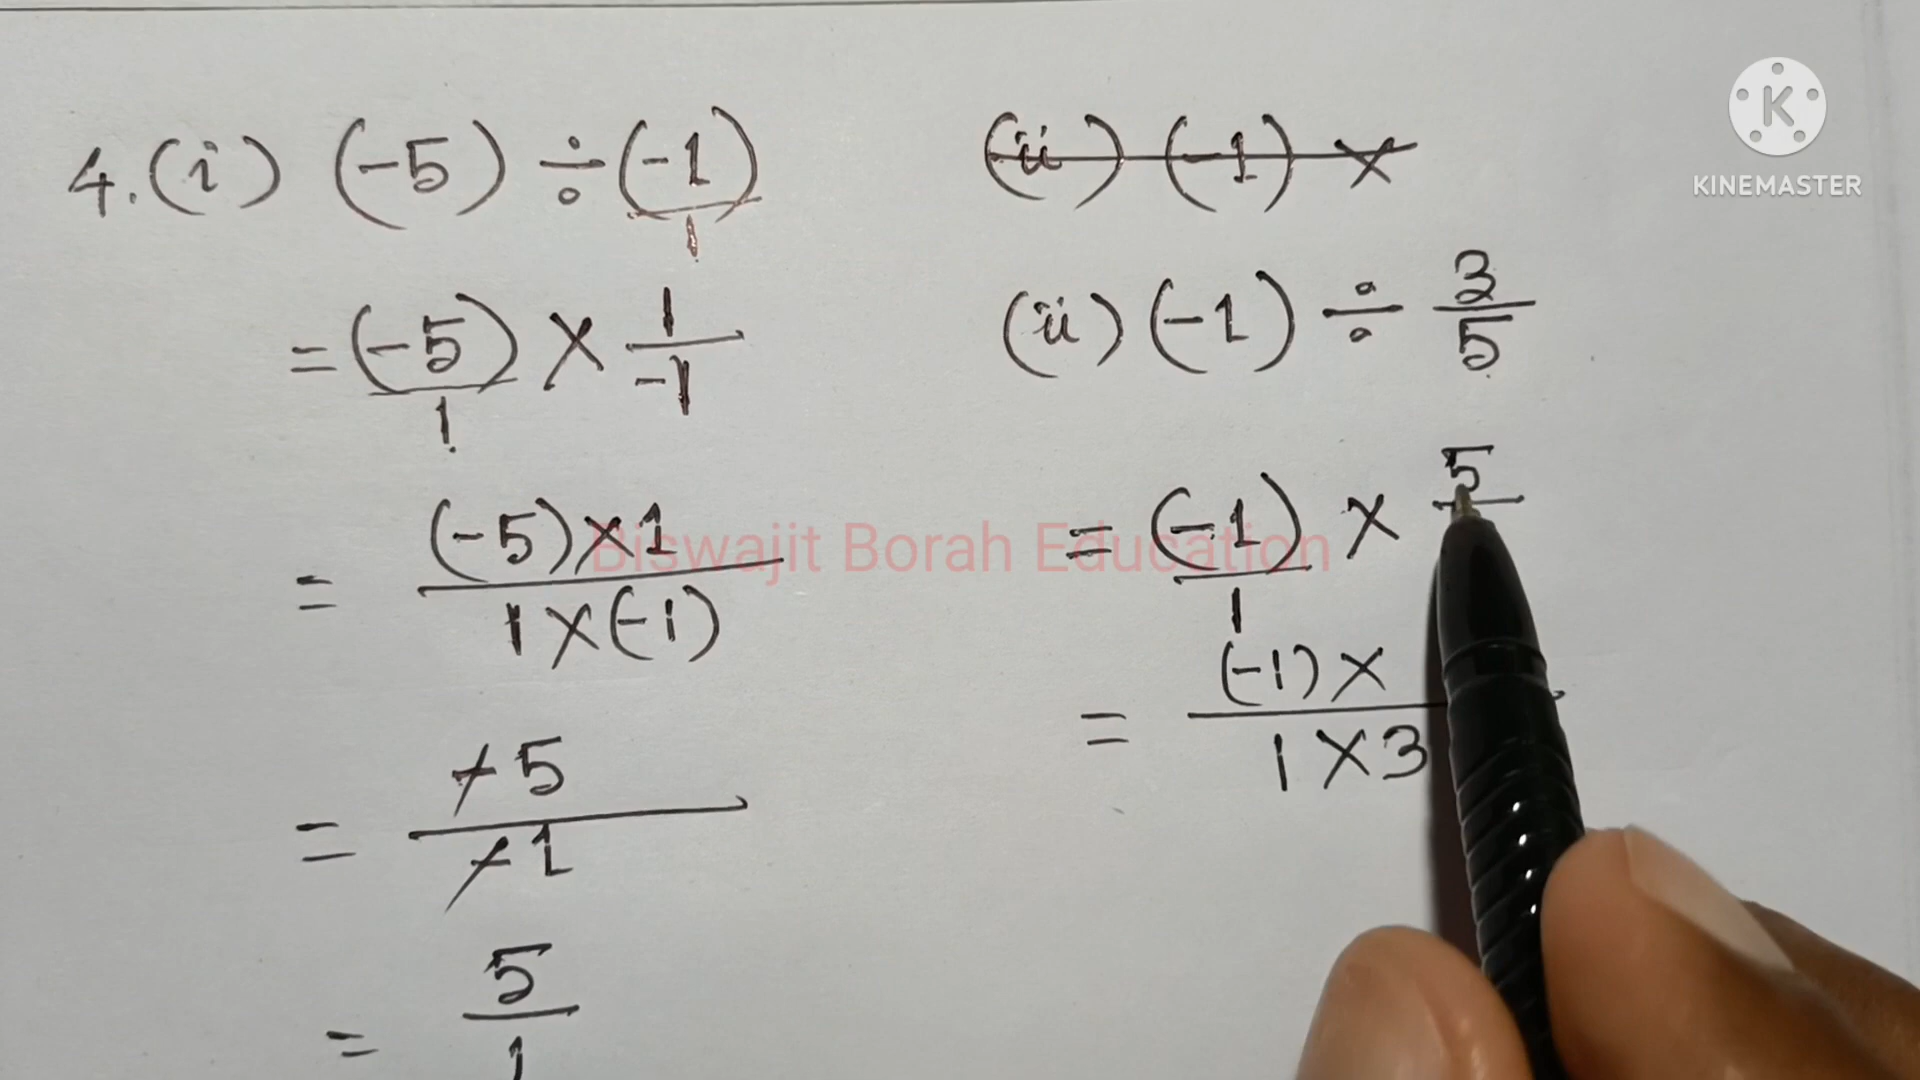 4. (i) (-5) ÷ (-1)/1
= (-5)/1 × 1/-1
= (-5)×1 / 1×(-1)
= -5 / -1
= 5/1
(ii) (-1) ×
(ii) (-1) ÷ 3/5
= (-1)/1 × 5/
= (-1)× / 1×3
KINEMASTER
Biswajit Borah Education